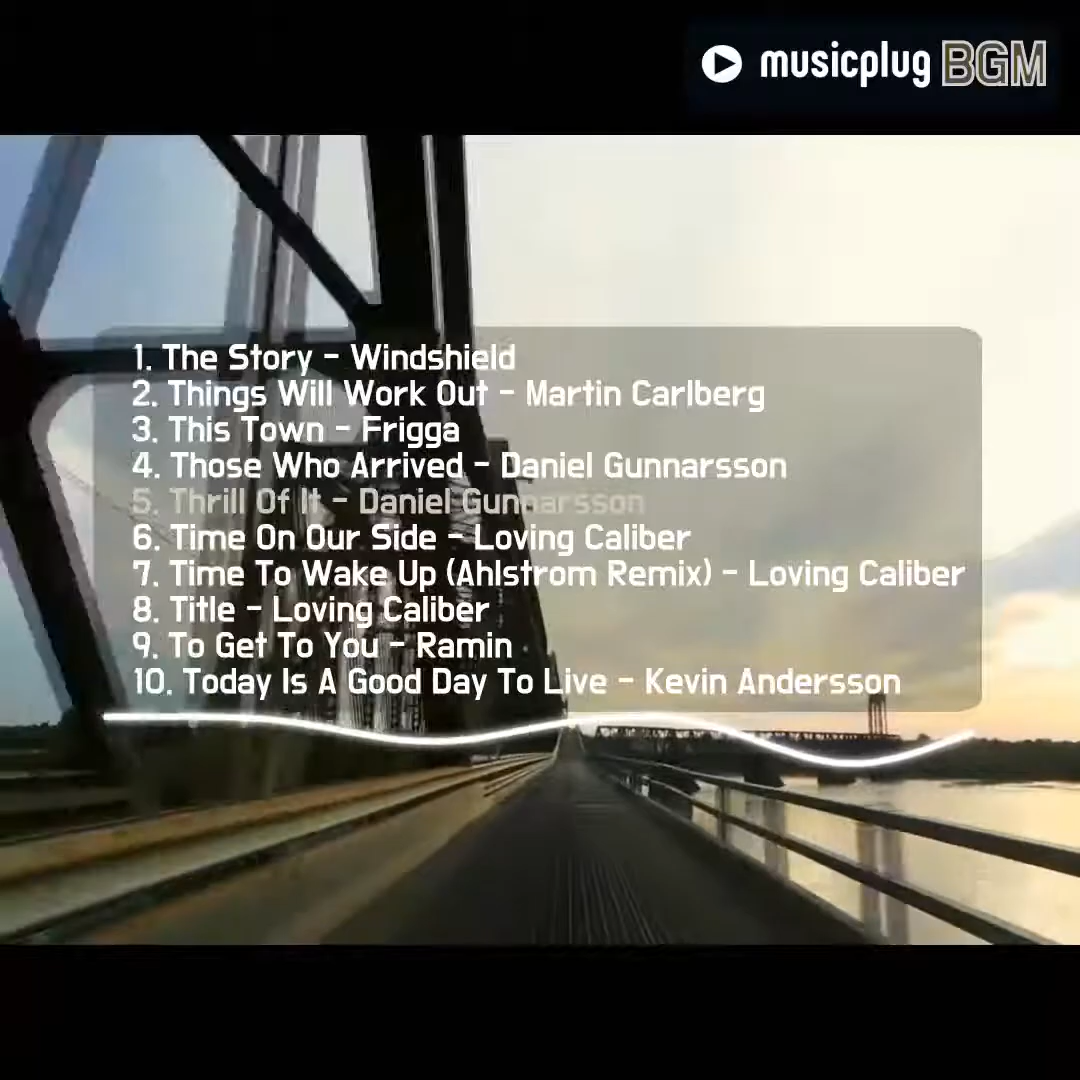 musicplug BGM
1. The Story - Windshield
2. Things Will Work Out - Martin Carlberg
3. This Town - Frigga
4. Those Who Arrived - Daniel Gunnarsson
5. Thrill Of It - Daniel Gunnarsson
6. Time On Our Side - Loving Caliber
7. Time To Wake Up (Ahlstrom Remix) - Loving Caliber
8. Title - Loving Caliber
9. To Get To You - Ramin
10. Today Is A Good Day To Live - Kevin Andersson